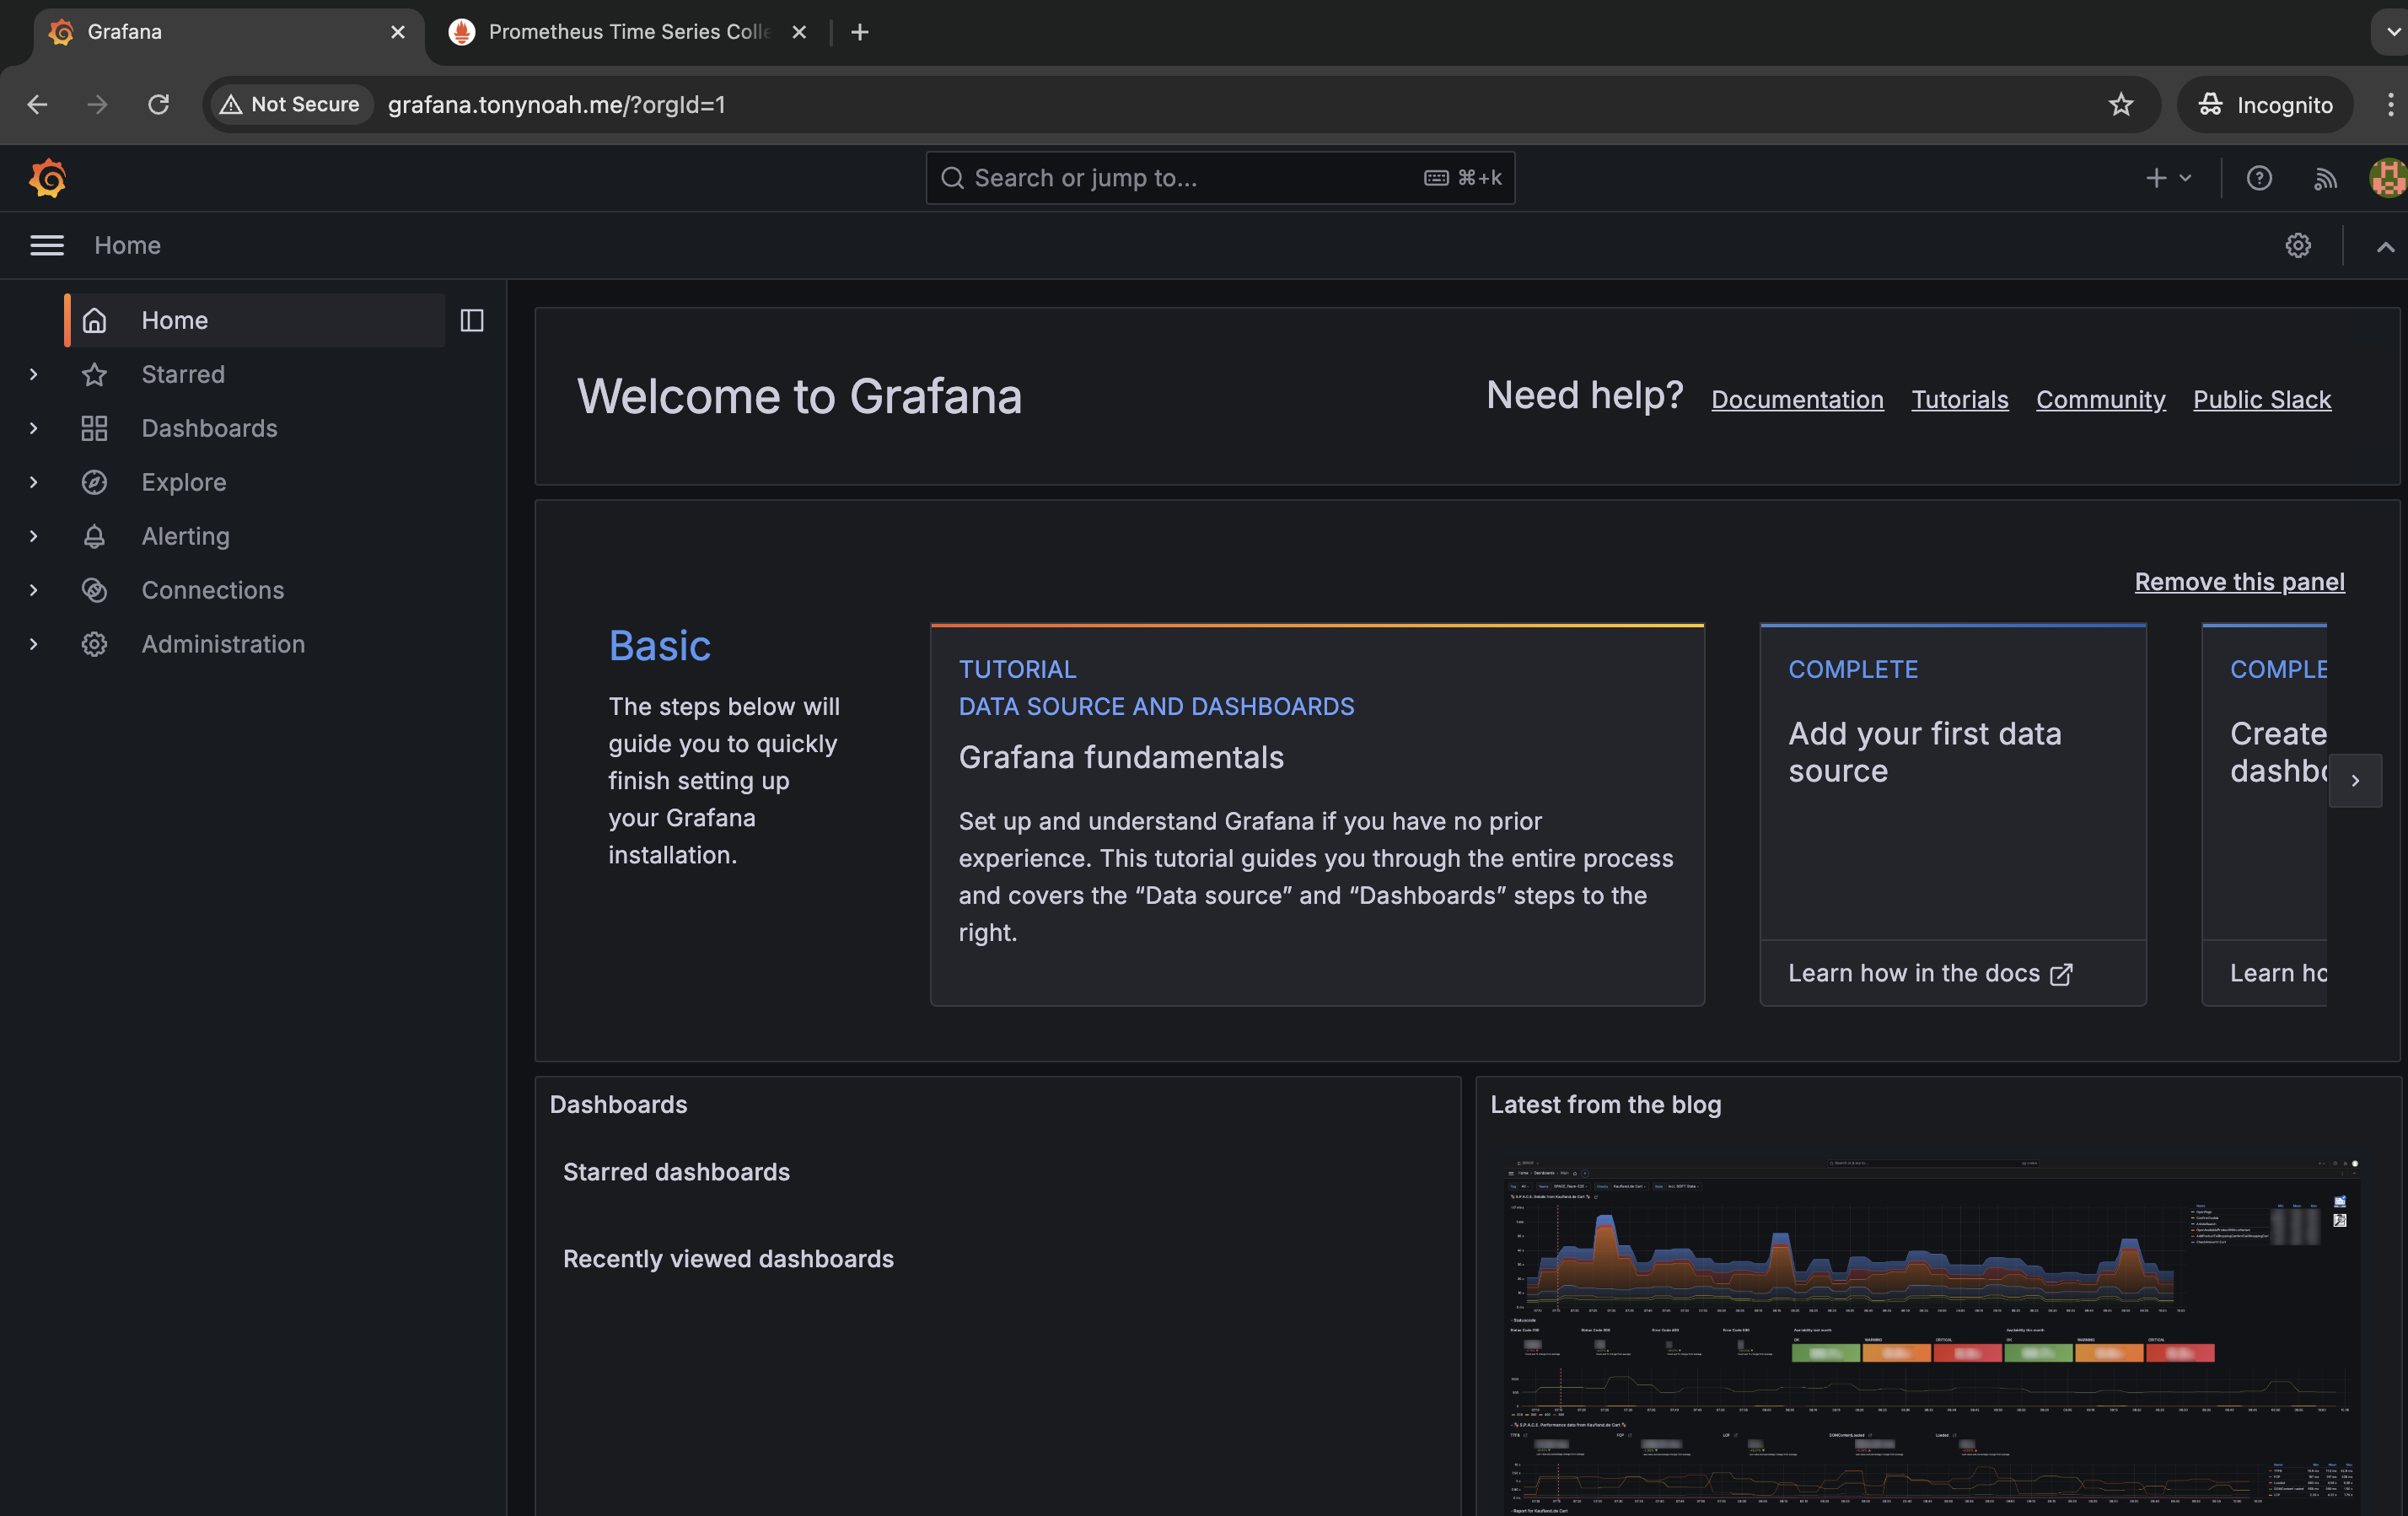 Grafana
Prometheus Time Series Colle
Not Secure
grafana.tonynoah.me/?orgId=1
Incognito
Search or jump to...
⌘+k
Home
Home
Starred
Dashboards
Explore
Alerting
Connections
Administration
Welcome to Grafana
Need help?
Documentation
Tutorials
Community
Public Slack
Remove this panel
Basic
The steps below will
guide you to quickly
finish setting up
your Grafana
installation.
TUTORIAL
DATA SOURCE AND DASHBOARDS
Grafana fundamentals
Set up and understand Grafana if you have no prior
experience. This tutorial guides you through the entire process
and covers the “Data source” and “Dashboards” steps to the
right.
COMPLETE
Add your first data
source
Learn how in the docs
COMPLE
Create
dashbo
Learn ho
Dashboards
Starred dashboards
Recently viewed dashboards
Latest from the blog